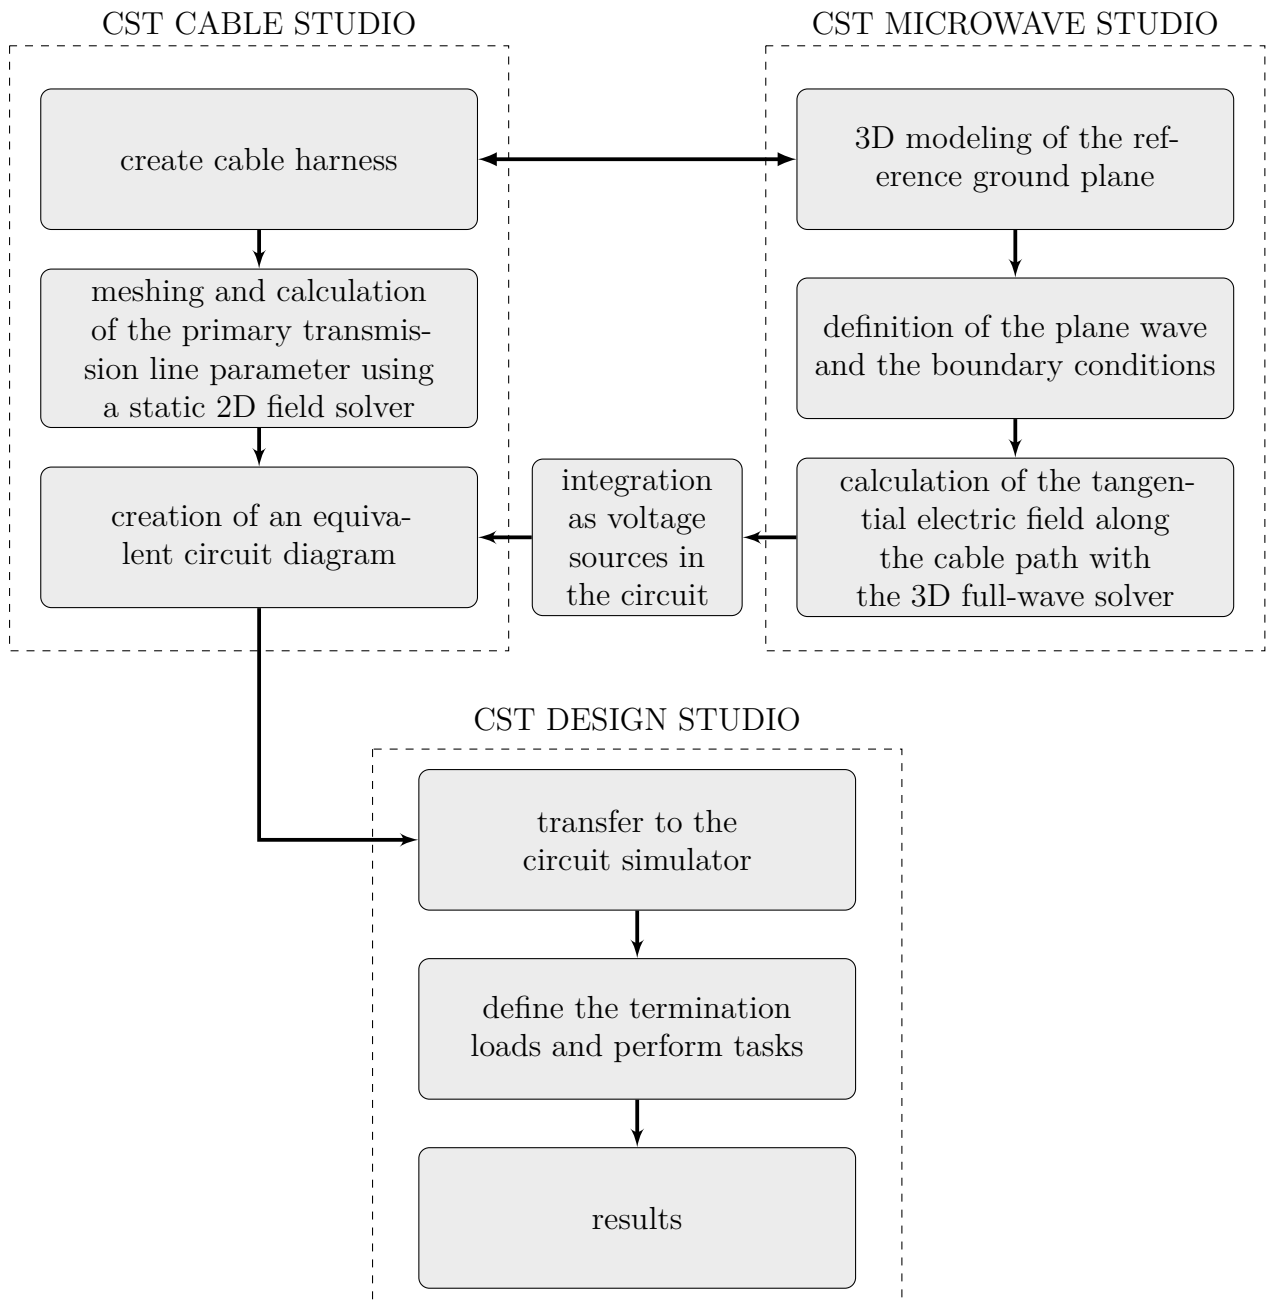 CST CABLE STUDIO
create cable harness
meshing and calculation
of the primary transmis-
sion line parameter using
a static 2D field solver
creation of an equiva-
lent circuit diagram
integration
as voltage
sources in
the circuit
CST MICROWAVE STUDIO
3D modeling of the ref-
erence ground plane
definition of the plane wave
and the boundary conditions
calculation of the tangen-
tial electric field along
the cable path with
the 3D full-wave solver
CST DESIGN STUDIO
transfer to the
circuit simulator
define the termination
loads and perform tasks
results